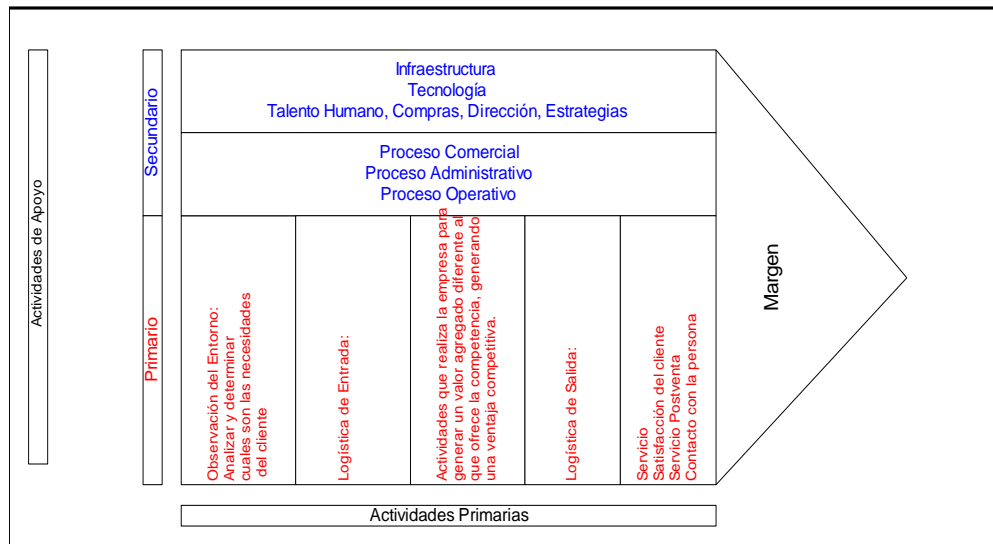 Actividades de Apoyo
Secundario
Primario
Infraestructura
Tecnología
Talento Humano, Compras, Dirección, Estrategias
Proceso Comercial
Proceso Administrativo
Proceso Operativo
Observación del Entorno:
Analizar y determinar
cuales son las necesidades
del cliente
Logística de Entrada:
Actividades que realiza la empresa para
generar un valor agregado diferente al
que ofrece la competencia, generando
una ventaja competitiva.
Logística de Salida:
Servicio
Satisfacción del cliente
Servicio Postventa
Contacto con la persona
Margen
Actividades Primarias